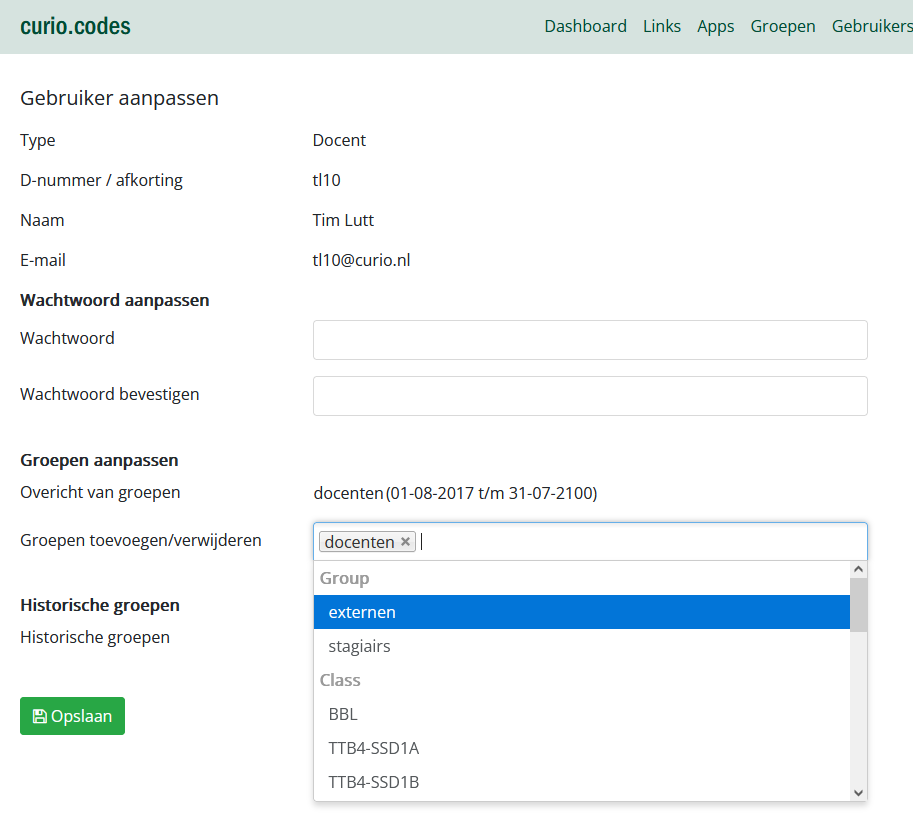 curio.codes
Dashboard Links Apps Groepen Gebruikers
Gebruiker aanpassen
Type Docent
D-nummer / afkorting tl10
Naam Tim Lutt
E-mail tl10@curio.nl
Wachtwoord aanpassen
Wachtwoord
Wachtwoord bevestigen
Groepen aanpassen
Overicht van groepen docenten (01-08-2017 t/m 31-07-2100)
Groepen toevoegen/verwijderen docenten ×
Group
externen
stagiairs
Class
BBL
TTB4-SSD1A
TTB4-SSD1B
Historische groepen
Historische groepen
Opslaan